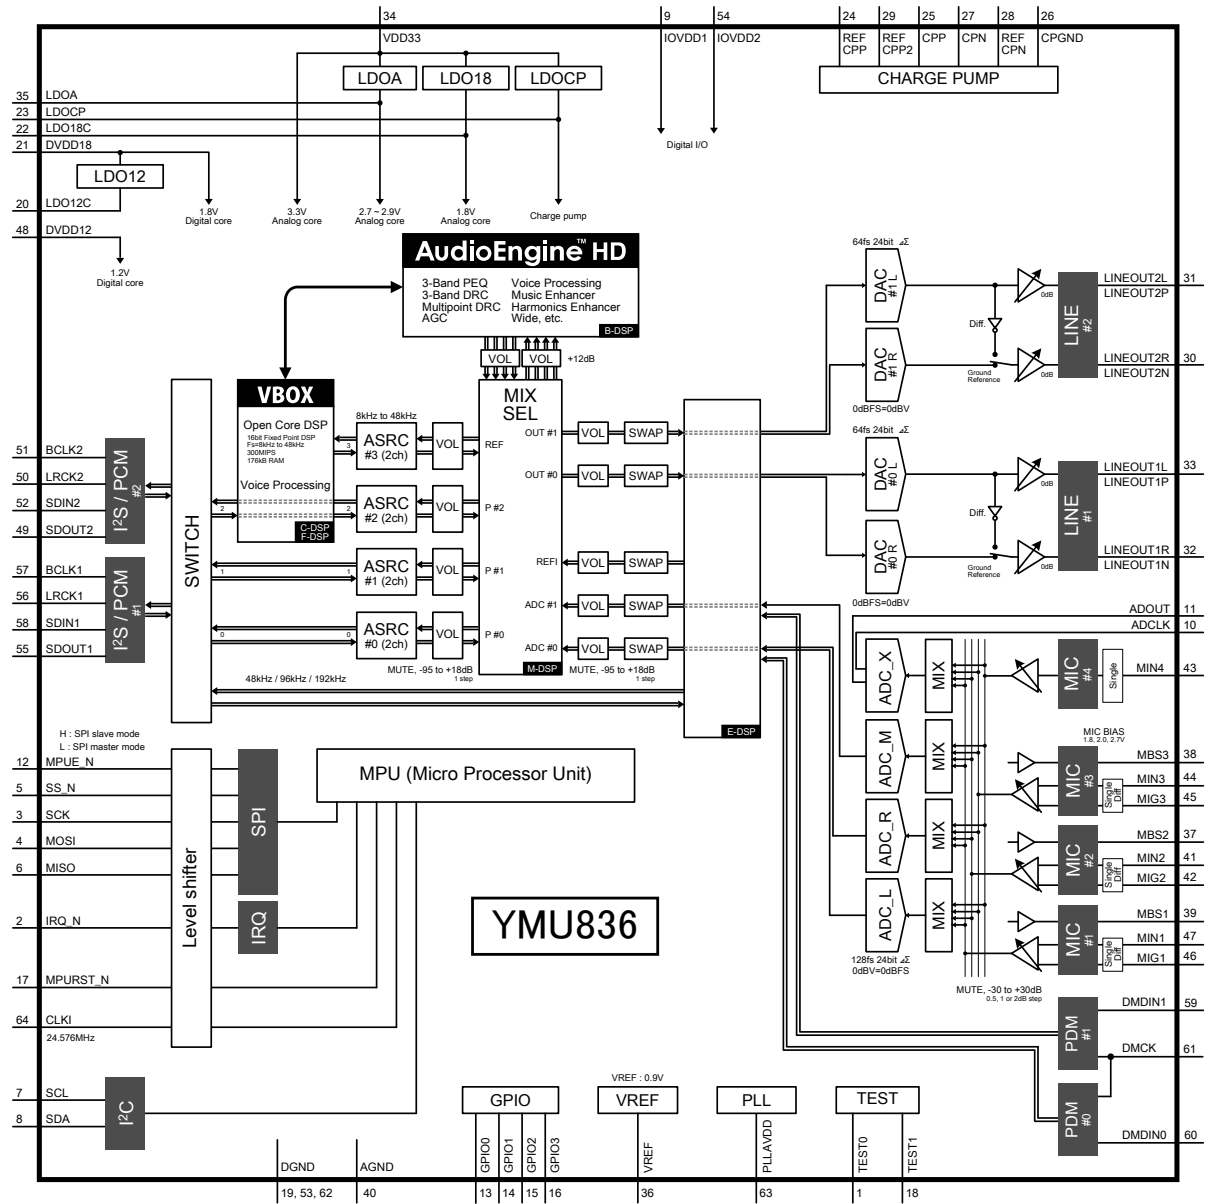 34
VDD33
9
IOVDD1
54
IOVDD2
24
REF
CPP
29
REF
CPP2
25
CPP
27
CPN
28
REF
CPN
26
CPGND
CHARGE PUMP
LDOA
LDO18
LDOCP
35 LDOA
23 LDOCP
22 LDO18C
21 DVDD18
LDO12
20 LDO12C
48 DVDD12
Digital I/O
1.8V
Digital core
3.3V
Analog core
2.7 ~ 2.9V
Analog core
1.8V
Analog core
Charge pump
1.2V
Digital core
AudioEngine™ HD
3-Band PEQ
3-Band DRC
Multipoint DRC
AGC
Voice Processing
Music Enhancer
Harmonics Enhancer
Wide, etc.
B-DSP
VOL
VOL
+12dB
VBOX
Open Core DSP
16bit Fixed Point DSP
Fs=8kHz to 48kHz
300MIPS
176kB RAM
Voice Processing
C-DSP
F-DSP
MIX
SEL
REF
P #2
P #1
P #0
OUT #1
OUT #0
REFI
ADC #1
ADC #0
M-DSP
8kHz to 48kHz
3
ASRC
#3 (2ch)
VOL
2
2
ASRC
#2 (2ch)
VOL
1
1
ASRC
#1 (2ch)
VOL
0
0
ASRC
#0 (2ch)
VOL
MUTE, -95 to +18dB
1 step
VOL SWAP
VOL SWAP
VOL SWAP
VOL SWAP
VOL SWAP
MUTE, -95 to +18dB
1 step
48kHz / 96kHz / 192kHz
E-DSP
SWITCH
51 BCLK2
50 LRCK2
52 SDIN2
49 SDOUT2
I²S / PCM
#2
57 BCLK1
56 LRCK1
58 SDIN1
55 SDOUT1
I²S / PCM
#1
64fs 24bit ⊿Σ
DAC
#1 L
DAC
#1 R
0dBFS=0dBV
Diff.
Ground
Reference
0dB
0dB
LINE
#2
LINEOUT2L 31
LINEOUT2P
LINEOUT2R 30
LINEOUT2N
64fs 24bit ⊿Σ
DAC
#0 L
DAC
#0 R
0dBFS=0dBV
Diff.
Ground
Reference
0dB
0dB
LINE
#1
LINEOUT1L 33
LINEOUT1P
LINEOUT1R 32
LINEOUT1N
ADOUT 11
ADCLK 10
ADC_X
MIX
MIC
#4
Single
MIN4 43
MIC BIAS
1.8, 2.0, 2.7V
ADC_M
MIX
MIC
#3
Single
Diff
MBS3 38
MIN3 44
MIG3 45
ADC_R
MIX
MIC
#2
Single
Diff
MBS2 37
MIN2 41
MIG2 42
ADC_L
MIX
MIC
#1
Single
Diff
MBS1 39
MIN1 47
MIG1 46
128fs 24bit ⊿Σ
0dBV=0dBFS
MUTE, -30 to +30dB
0.5, 1 or 2dB step
PDM
#1
DMDIN1 59
DMCK 61
PDM
#0
DMDIN0 60
H : SPI slave mode
L : SPI master mode
12 MPUE_N
5 SS_N
3 SCK
4 MOSI
6 MISO
2 IRQ_N
17 MPURST_N
64 CLKI
24.576MHz
Level shifter
SPI
IRQ
MPU (Micro Processor Unit)
YMU836
7 SCL
8 SDA
I²C
DGND
19, 53, 62
AGND
40
GPIO
GPIO0
GPIO1
GPIO2
GPIO3
13 14 15 16
VREF : 0.9V
VREF
VREF
36
PLL
PLLAVDD
63
TEST
TEST0
TEST1
1 18